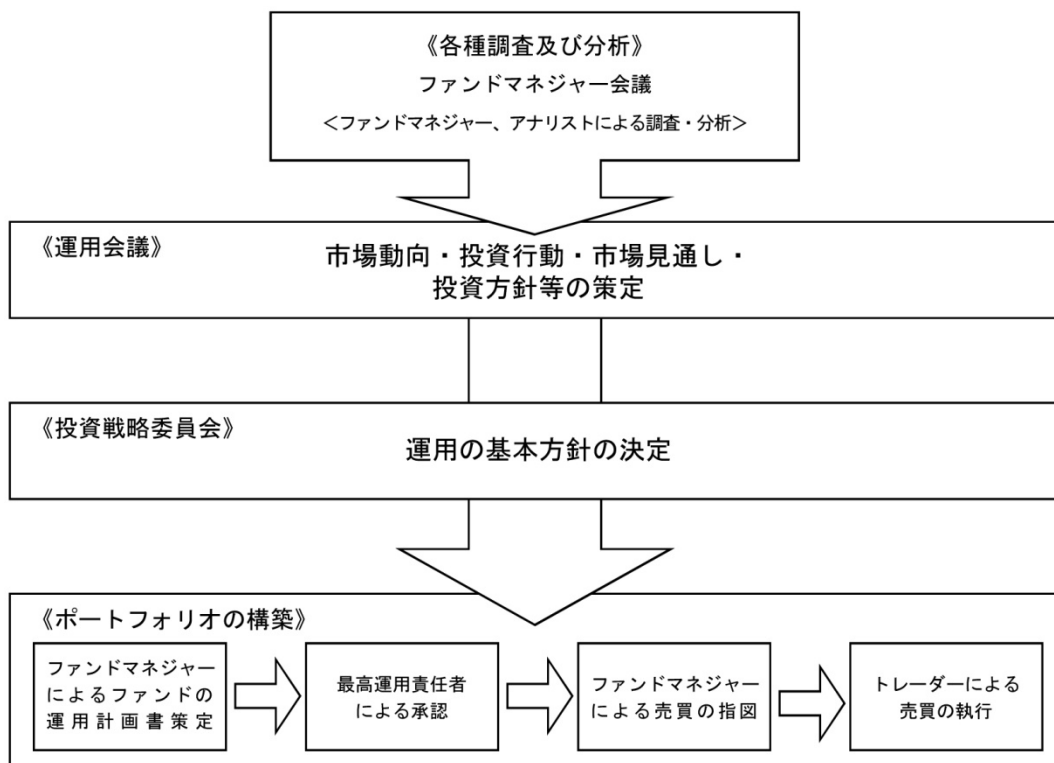 《各種調査及び分析》
ファンドマネジャー会議
＜ファンドマネジャー、アナリストによる調査・分析＞
《運用会議》
市場動向・投資行動・市場見通し・
投資方針等の策定
《投資戦略委員会》
運用の基本方針の決定
《ポートフォリオの構築》
ファンドマネジャー
によるファンドの
運用計画書策定
最高運用責任者
による承認
ファンドマネジャー
による売買の指図
トレーダーによる
売買の執行